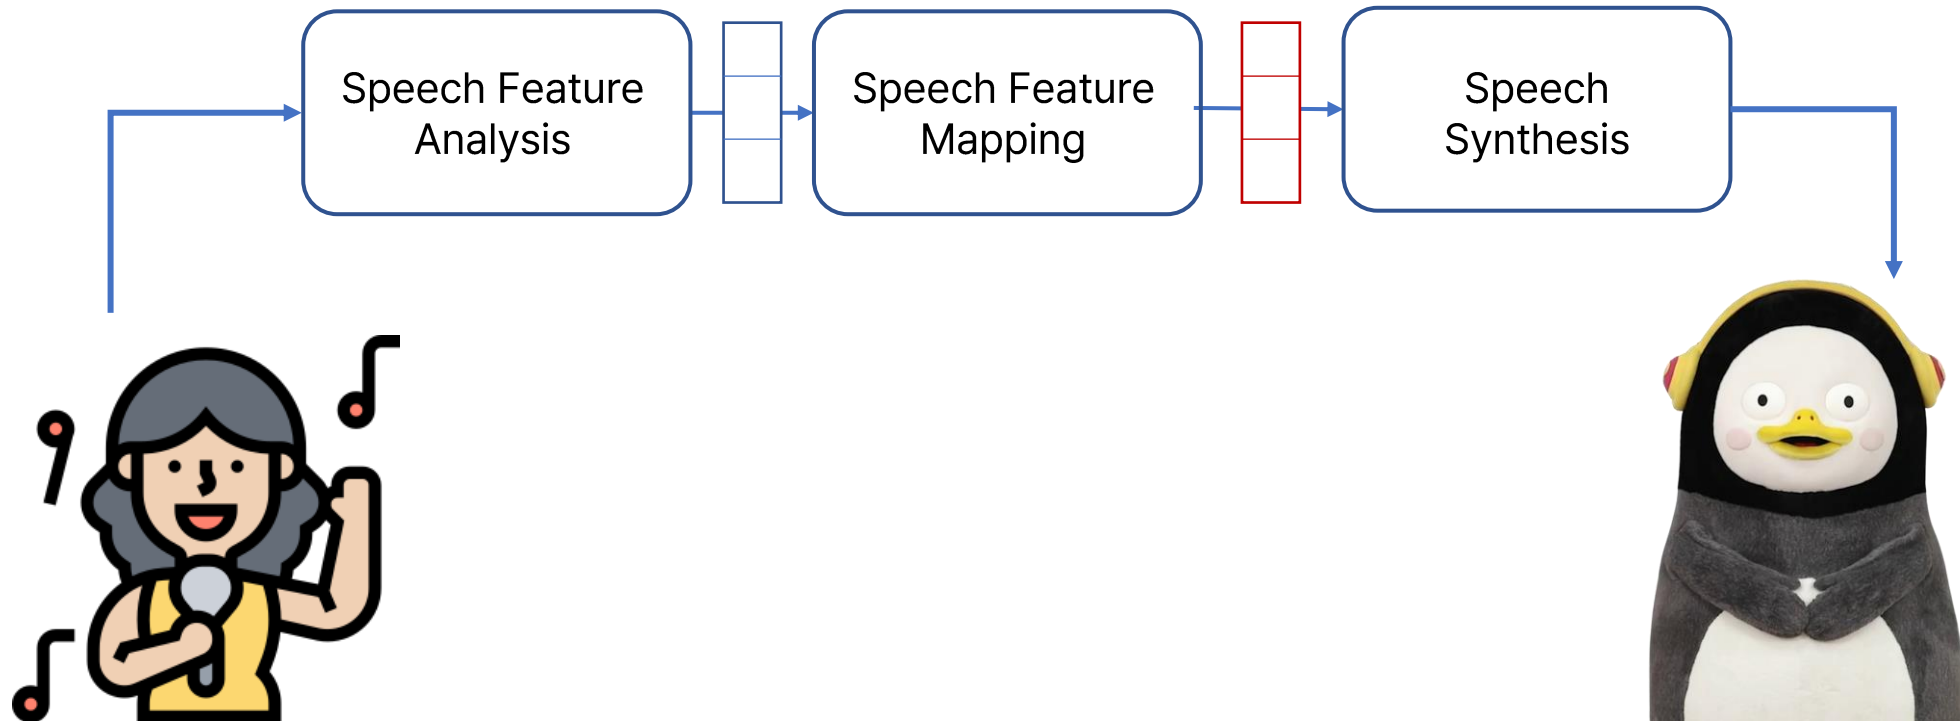 Speech Feature
Analysis
Speech Feature
Mapping
Speech
Synthesis